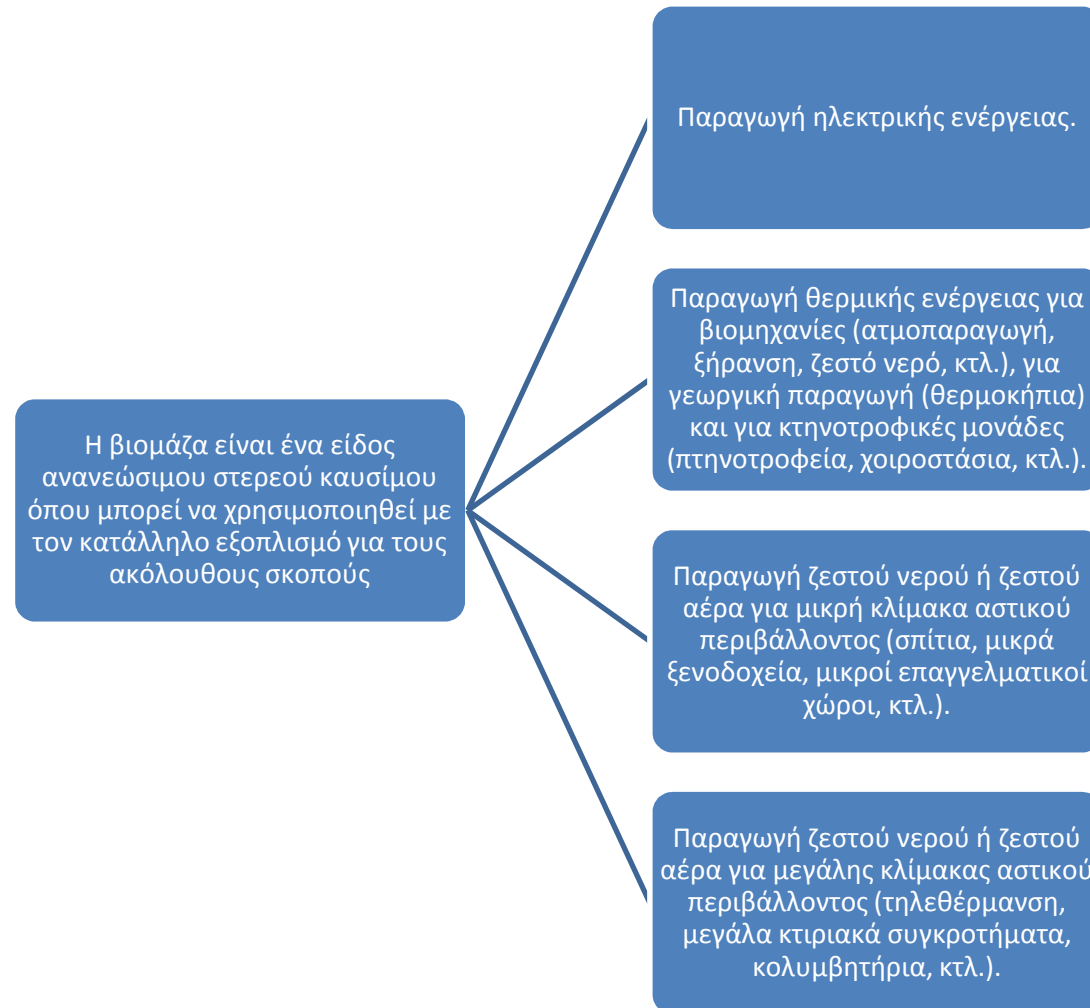 Παραγωγή ηλεκτρικής ενέργειας.
Παραγωγή θερμικής ενέργειας για
βιομηχανίες (ατμοπαραγωγή,
ξήρανση, ζεστό νερό, κτλ.), για
γεωργική παραγωγή (θερμοκήπια)
και για κτηνοτροφικές μονάδες
(πτηνοτροφεία, χοιροστάσια, κτλ.).
Η βιομάζα είναι ένα είδος
ανανεώσιμου στερεού καυσίμου
όπου μπορεί να χρησιμοποιηθεί με
τον κατάλληλο εξοπλισμό για τους
ακόλουθους σκοπούς
Παραγωγή ζεστού νερού ή ζεστού
αέρα για μικρή κλίμακα αστικού
περιβάλλοντος (σπίτια, μικρά
ξενοδοχεία, μικροί επαγγελματικοί
χώροι, κτλ.).
Παραγωγή ζεστού νερού ή ζεστού
αέρα για μεγάλης κλίμακας αστικού
περιβάλλοντος (τηλεθέρμανση,
μεγάλα κτιριακά συγκροτήματα,
κολυμβητήρια, κτλ.).